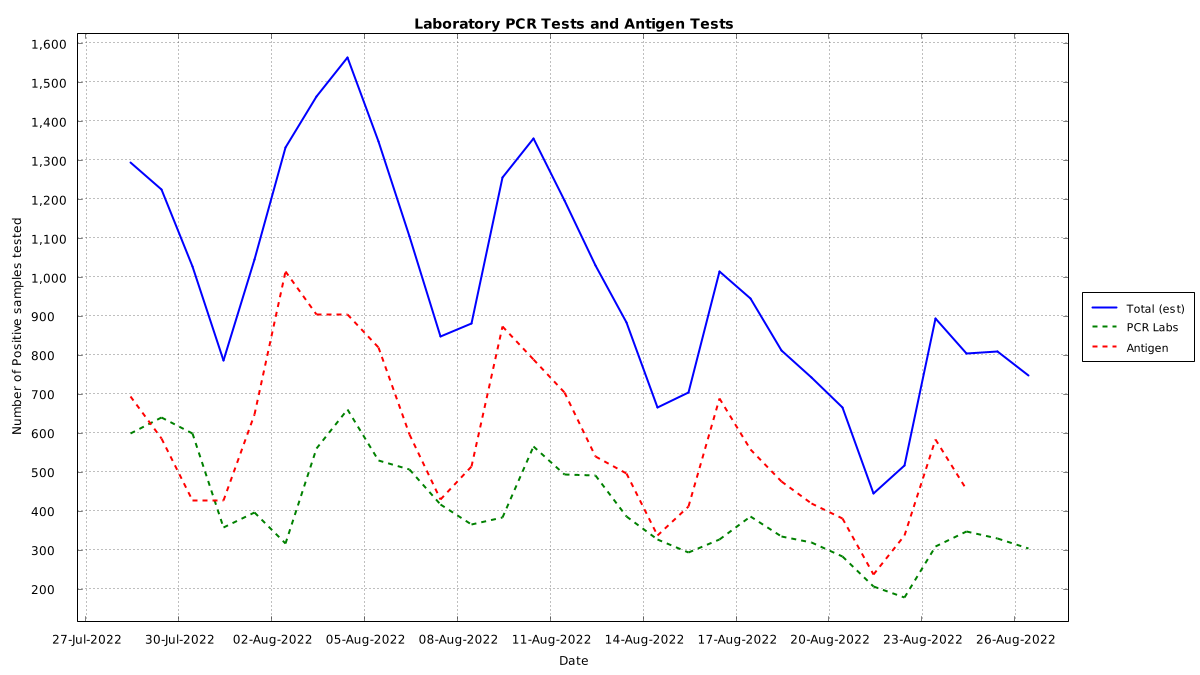 Laboratory PCR Tests and Antigen Tests
1,600
1,500
1,400
1,300
1,200
1,100
1,000
900
800
700
600
500
400
300
200
Number of Positive samples tested
27-Jul-2022 30-Jul-2022 02-Aug-2022 05-Aug-2022 08-Aug-2022 11-Aug-2022 14-Aug-2022 17-Aug-2022 20-Aug-2022 23-Aug-2022 26-Aug-2022
Date
Total (est)
PCR Labs
Antigen